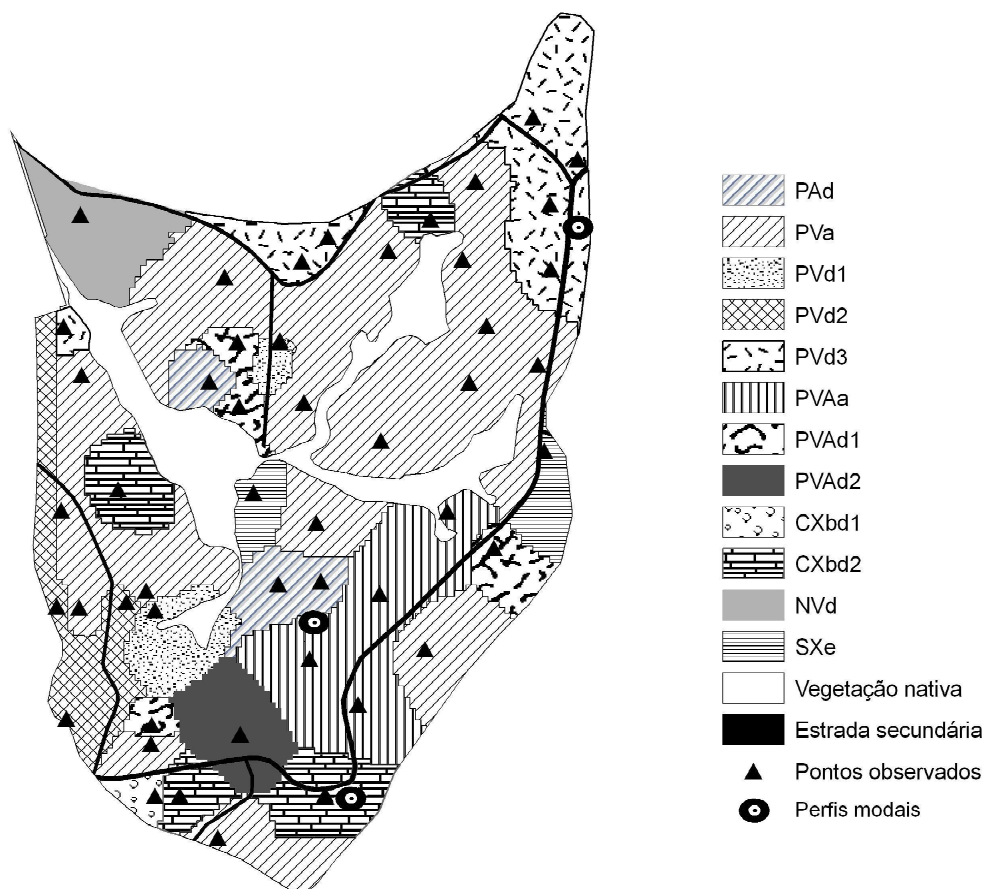 PAd
PVa
PVd1
PVd2
PVd3
PVAa
PVAd1
PVAd2
CXbd1
CXbd2
NVd
SXe
Vegetação nativa
Estrada secundária
Pontos observados
Perfis modais